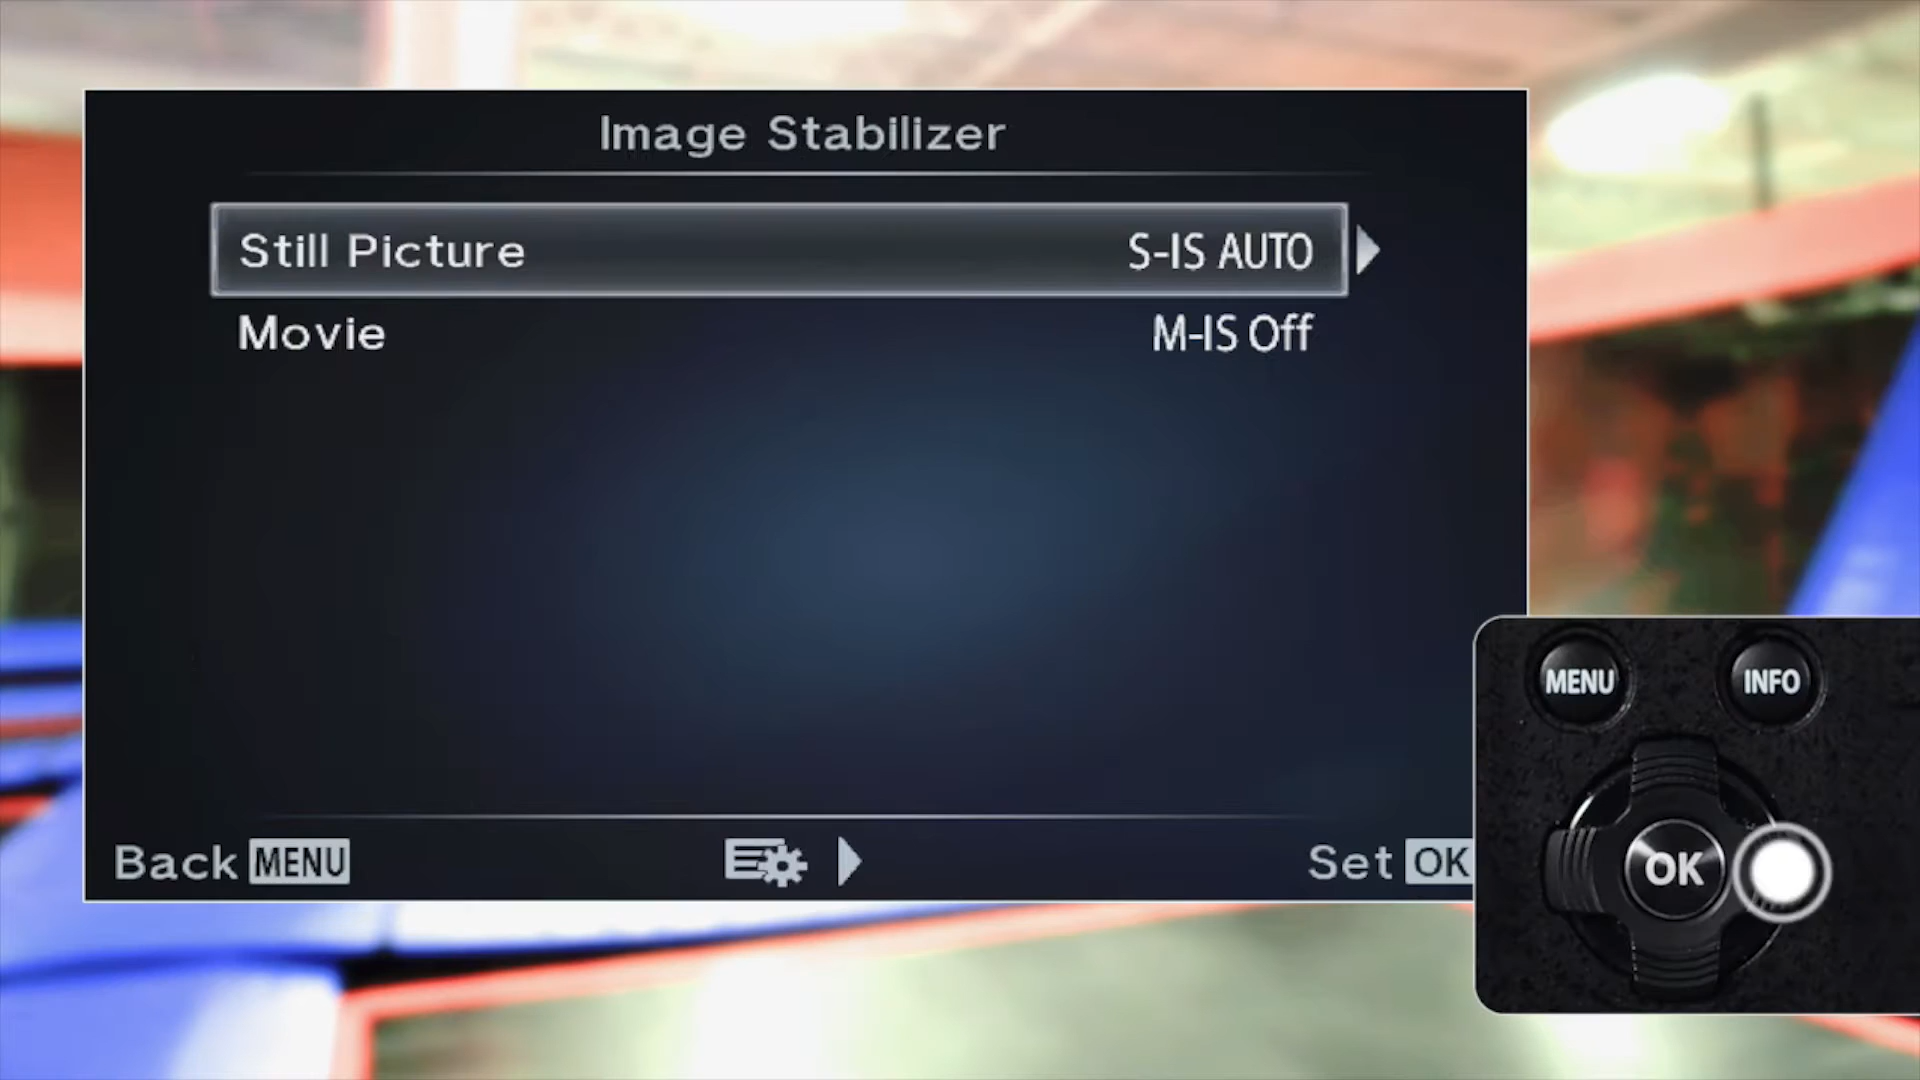 Image Stabilizer
Still Picture S-IS AUTO
Movie M-IS Off
Back MENU Set OK
MENU INFO
OK